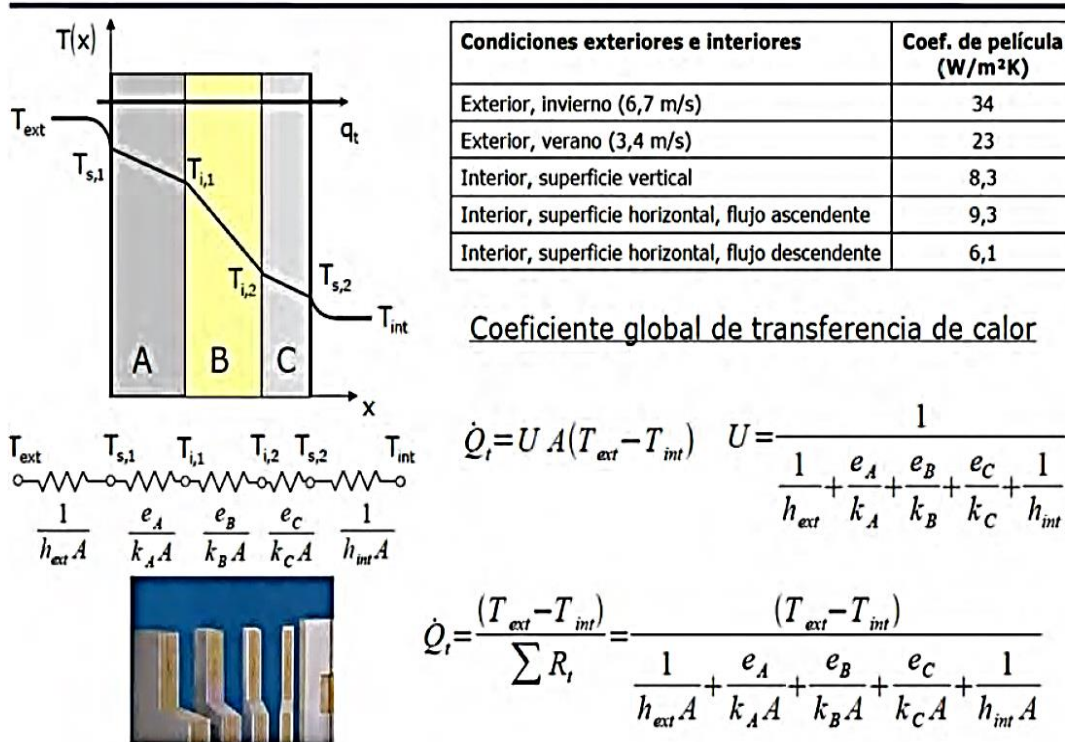 T(x)
T_ext
q_t
T_s,1
T_i,1
T_i,2
T_s,2
T_int
A B C
x
T_ext T_s,1 T_i,1 T_i,2 T_s,2 T_int
1/(h_ext A) e_A/(k_A A) e_B/(k_B A) e_C/(k_C A) 1/(h_int A)
Condiciones exteriores e interiores Coef. de película (W/m²K)
Exterior, invierno (6,7 m/s) 34
Exterior, verano (3,4 m/s) 23
Interior, superficie vertical 8,3
Interior, superficie horizontal, flujo ascendente 9,3
Interior, superficie horizontal, flujo descendente 6,1
Coeficiente global de transferencia de calor
Q̇_t = U A(T_ext − T_int) U = 1/(1/h_ext + e_A/k_A + e_B/k_B + e_C/k_C + 1/h_int)
Q̇_t = (T_ext − T_int)/∑ R_t = (T_ext − T_int)/(1/(h_ext A) + e_A/(k_A A) + e_B/(k_B A) + e_C/(k_C A) + 1/(h_int A))